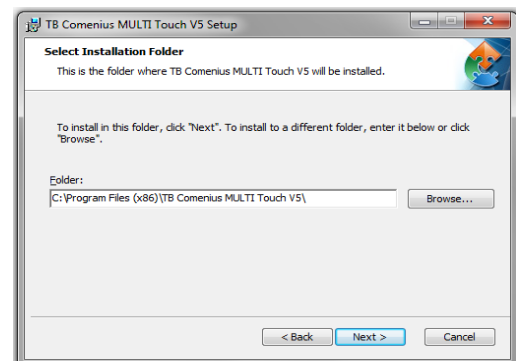 TB Comenius MULTI Touch V5 Setup
Select Installation Folder
This is the folder where TB Comenius MULTI Touch V5 will be installed.
To install in this folder, click "Next". To install to a different folder, enter it below or click
"Browse".
Folder:
C:\Program Files (x86)\TB Comenius MULTI Touch V5\
Browse...
< Back
Next >
Cancel